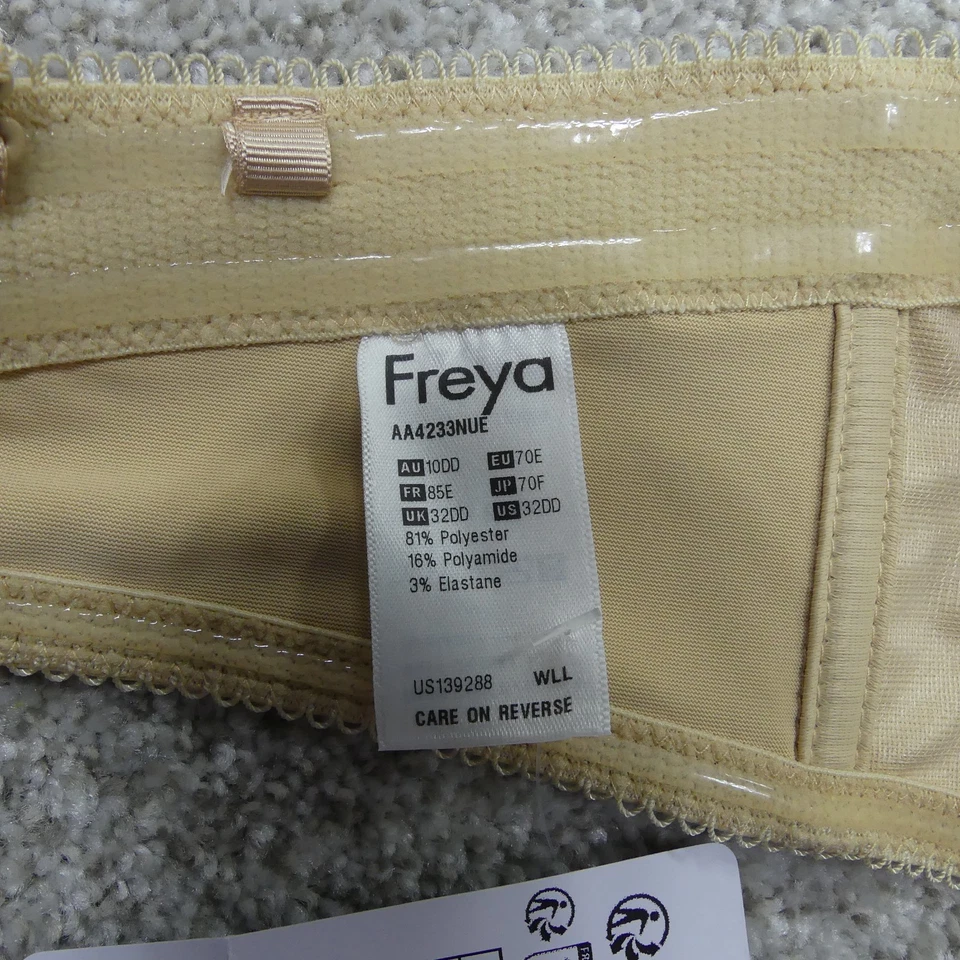 Freya
AA4233NUE
AU 10DD EU 70E
FR 85E JP 70F
UK 32DD US 32DD
81% Polyester
16% Polyamide
3% Elastane
US139288 WLL
CARE ON REVERSE